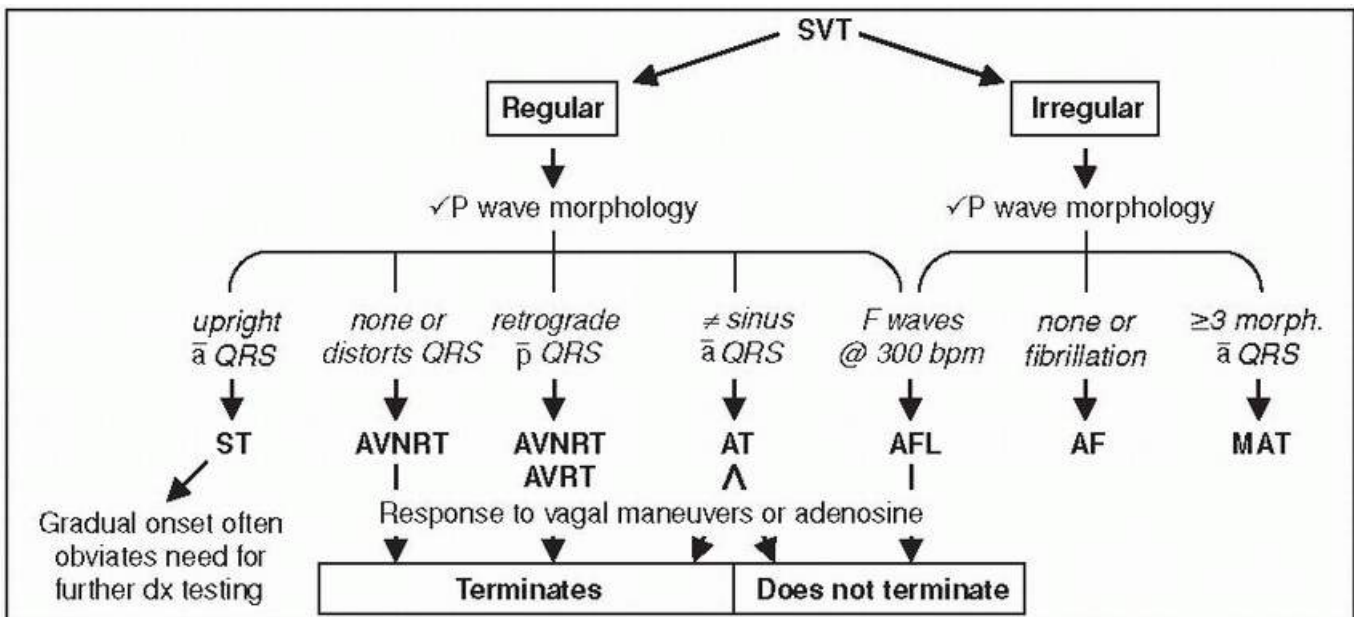 SVT
Regular
Irregular
✓P wave morphology
✓P wave morphology
upright
ā QRS
none or
distorts QRS
retrograde
p̄ QRS
≠ sinus
ā QRS
F waves
@ 300 bpm
none or
fibrillation
≥3 morph.
ā QRS
ST
AVNRT
AVNRT
AVRT
AT
AFL
AF
MAT
Gradual onset often
obviates need for
further dx testing
Response to vagal maneuvers or adenosine
Terminates
Does not terminate